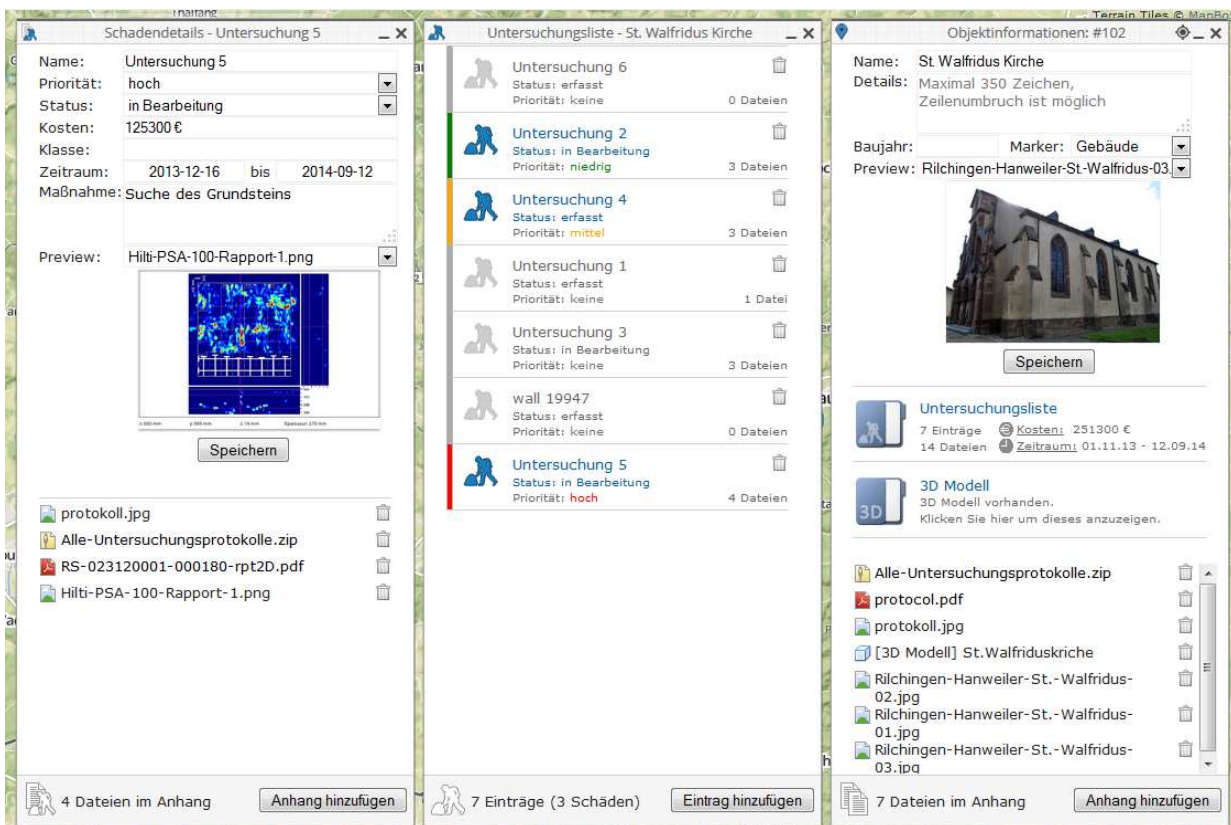 Thaifang
Terrain Tiles © MapBo
Schadendetails - Untersuchung 5
Name: Untersuchung 5
Priorität: hoch
Status: in Bearbeitung
Kosten: 125300 €
Klasse:
Zeitraum: 2013-12-16 bis 2014-09-12
Maßnahme: Suche des Grundsteins
Preview: Hilti-PSA-100-Rapport-1.png
Speichern
protokoll.jpg
Alle-Untersuchungsprotokolle.zip
RS-023120001-000180-rpt2D.pdf
Hilti-PSA-100-Rapport-1.png
4 Dateien im Anhang
Anhang hinzufügen
Untersuchungsliste - St. Walfridus Kirche
Untersuchung 6
Status: erfasst
Priorität: keine 0 Dateien
Untersuchung 2
Status: in Bearbeitung
Priorität: niedrig 3 Dateien
Untersuchung 4
Status: erfasst
Priorität: mittel 3 Dateien
Untersuchung 1
Status: erfasst
Priorität: keine 1 Datei
Untersuchung 3
Status: in Bearbeitung
Priorität: keine 3 Dateien
wall 19947
Status: erfasst
Priorität: keine 0 Dateien
Untersuchung 5
Status: in Bearbeitung
Priorität: hoch 4 Dateien
7 Einträge (3 Schäden)
Eintrag hinzufügen
Objektinformationen: #102
Name: St. Walfridus Kirche
Details: Maximal 350 Zeichen,
Zeilenumbruch ist möglich
Baujahr: Marker: Gebäude
Preview: Rilchingen-Hanweiler-St-Walfridus-03.
Speichern
Untersuchungsliste
7 Einträge Kosten: 251300 €
14 Dateien Zeitraum: 01.11.13 - 12.09.14
3D
3D Modell
3D Modell vorhanden.
Klicken Sie hier um dieses anzuzeigen.
Alle-Untersuchungsprotokolle.zip
protocol.pdf
protokoll.jpg
[3D Modell] St.Walfriduskriche
Rilchingen-Hanweiler-St.-Walfridus-
02.jpg
Rilchingen-Hanweiler-St.-Walfridus-
01.jpg
Rilchingen-Hanweiler-St.-Walfridus-
03.jpg
7 Dateien im Anhang
Anhang hinzufügen